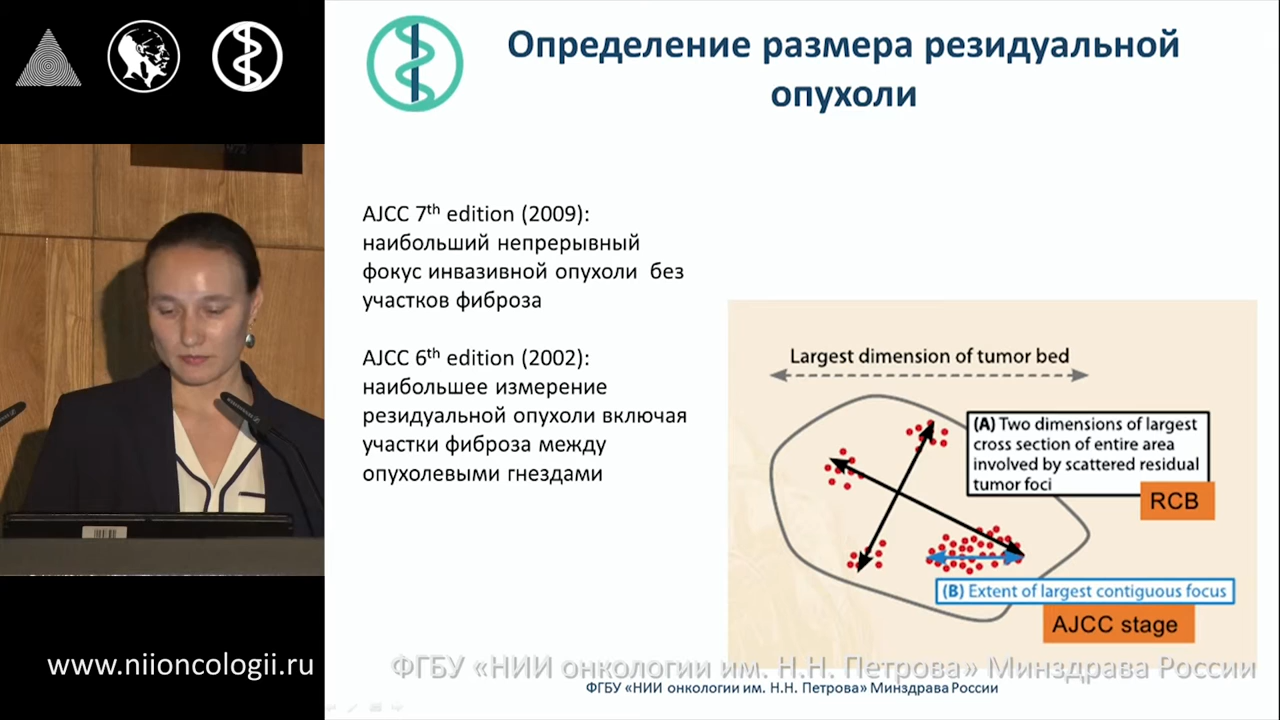 Определение размера резидуальной
опухоли
AJCC 7th edition (2009):
наибольший непрерывный
фокус инвазивной опухоли без
участков фиброза
AJCC 6th edition (2002):
наибольшее измерение
резидуальной опухоли включая
участки фиброза между
опухолевыми гнездами
Largest dimension of tumor bed
(A) Two dimensions of largest
cross section of entire area
involved by scattered residual
tumor foci
RCB
(B) Extent of largest contiguous focus
AJCC stage
www.niioncologii.ru
ФГБУ «НИИ онкологии им. Н.Н. Петрова» Минздрава России
ФГБУ «НИИ онкологии им. Н.Н. Петрова» Минздрава России